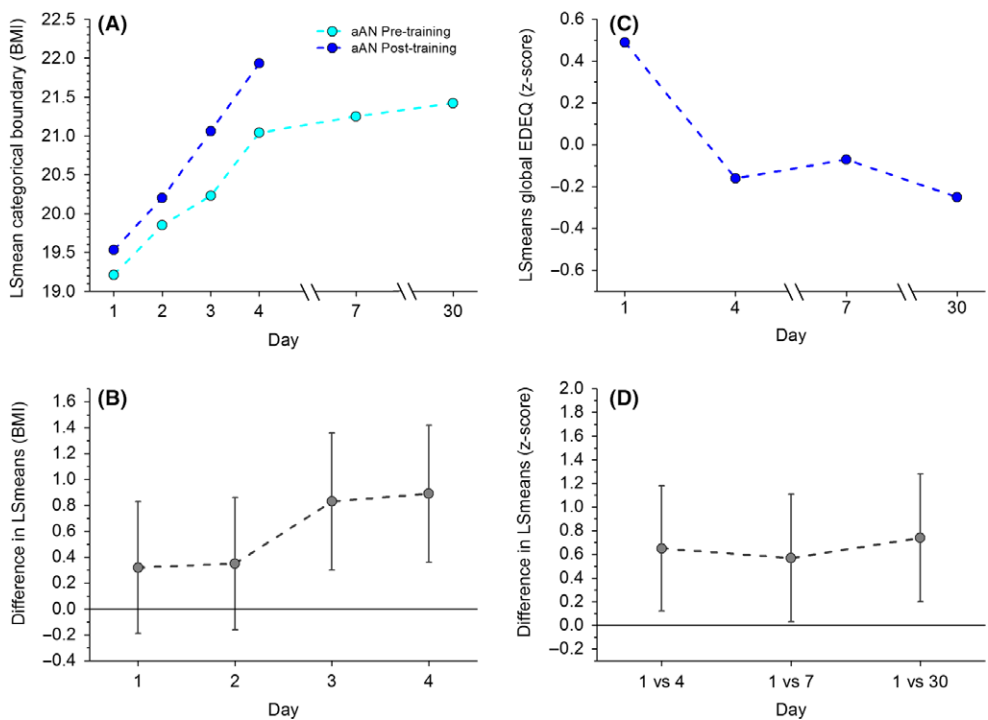 (A)
aAN Pre-training
aAN Post-training
LSmean categorical boundary (BMI)
22.5
22.0
21.5
21.0
20.5
20.0
19.5
19.0
1 2 3 4 7 30
Day
(C)
LSmeans global EDEQ (z-score)
0.6
0.4
0.2
0.0
−0.2
−0.4
−0.6
1 4 7 30
Day
(B)
Difference in LSmeans (BMI)
1.6
1.4
1.2
1.0
0.8
0.6
0.4
0.2
0.0
−0.2
−0.4
1 2 3 4
Day
(D)
Difference in LSmeans (z-score)
2.0
1.8
1.6
1.4
1.2
1.0
0.8
0.6
0.4
0.2
0.0
−0.2
1 vs 4 1 vs 7 1 vs 30
Day